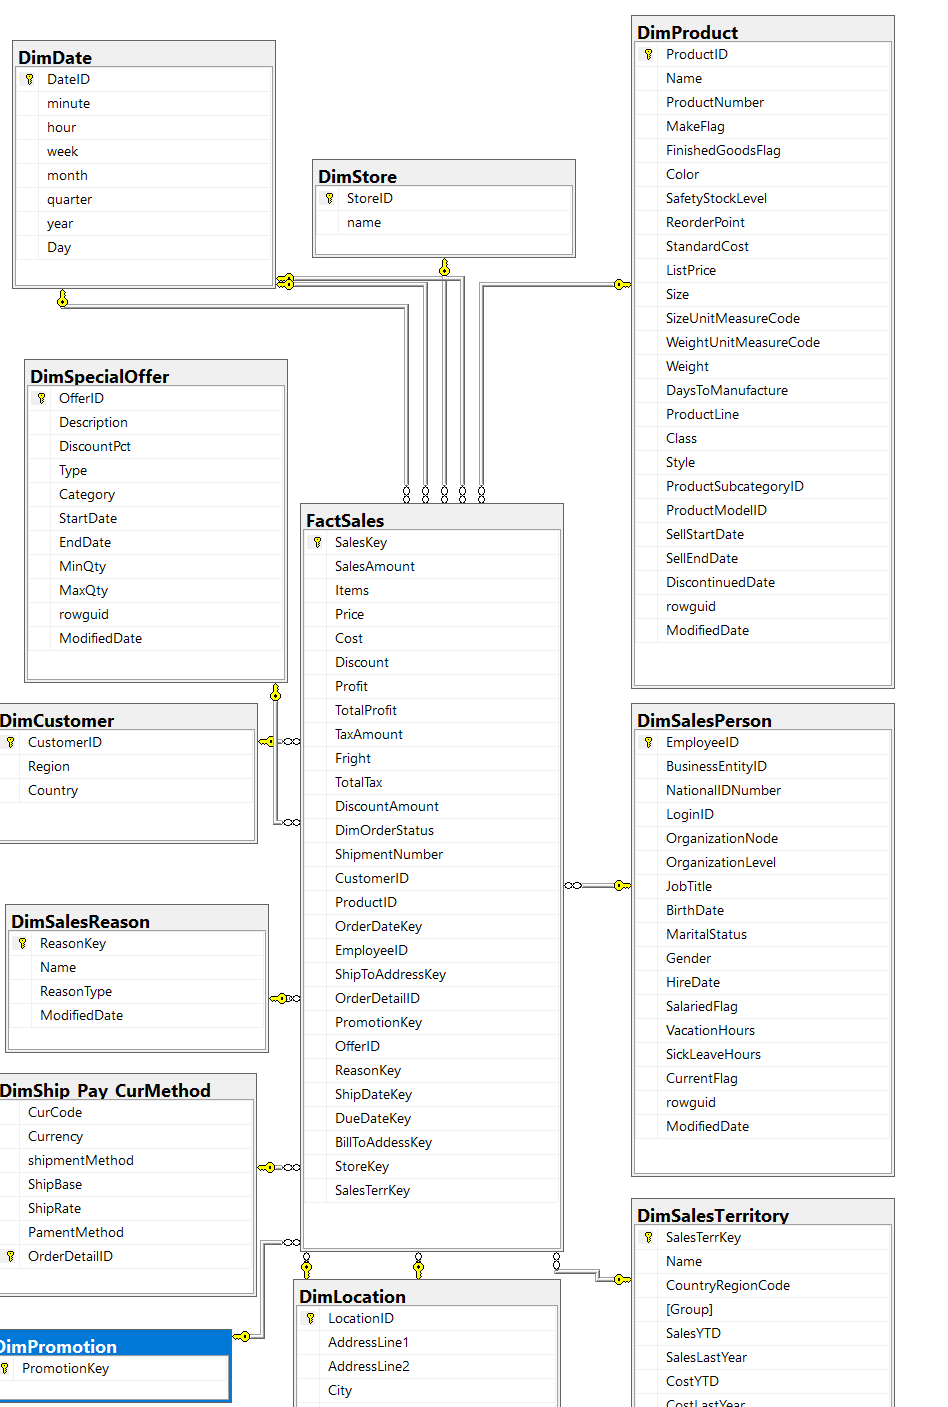 DimDate
DateID
minute
hour
week
month
quarter
year
Day
DimStore
StoreID
name
DimProduct
ProductID
Name
ProductNumber
MakeFlag
FinishedGoodsFlag
Color
SafetyStockLevel
ReorderPoint
StandardCost
ListPrice
Size
SizeUnitMeasureCode
WeightUnitMeasureCode
Weight
DaysToManufacture
ProductLine
Class
Style
ProductSubcategoryID
ProductModelID
SellStartDate
SellEndDate
DiscontinuedDate
rowguid
ModifiedDate
DimSpecialOffer
OfferID
Description
DiscountPct
Type
Category
StartDate
EndDate
MinQty
MaxQty
rowguid
ModifiedDate
FactSales
SalesKey
SalesAmount
Items
Price
Cost
Discount
Profit
TotalProfit
TaxAmount
Fright
TotalTax
DiscountAmount
DimOrderStatus
ShipmentNumber
CustomerID
ProductID
OrderDateKey
EmployeeID
ShipToAddressKey
OrderDetailID
PromotionKey
OfferID
ReasonKey
ShipDateKey
DueDateKey
BillToAddessKey
StoreKey
SalesTerrKey
DimCustomer
CustomerID
Region
Country
DimSalesPerson
EmployeeID
BusinessEntityID
NationalIDNumber
LoginID
OrganizationNode
OrganizationLevel
JobTitle
BirthDate
MaritalStatus
Gender
HireDate
SalariedFlag
VacationHours
SickLeaveHours
CurrentFlag
rowguid
ModifiedDate
DimSalesReason
ReasonKey
Name
ReasonType
ModifiedDate
DimShip_Pay_CurMethod
CurCode
Currency
shipmentMethod
ShipBase
ShipRate
PamentMethod
OrderDetailID
DimSalesTerritory
SalesTerrKey
Name
CountryRegionCode
[Group]
SalesYTD
SalesLastYear
CostYTD
CostLastYear
DimLocation
LocationID
AddressLine1
AddressLine2
City
DimPromotion
PromotionKey